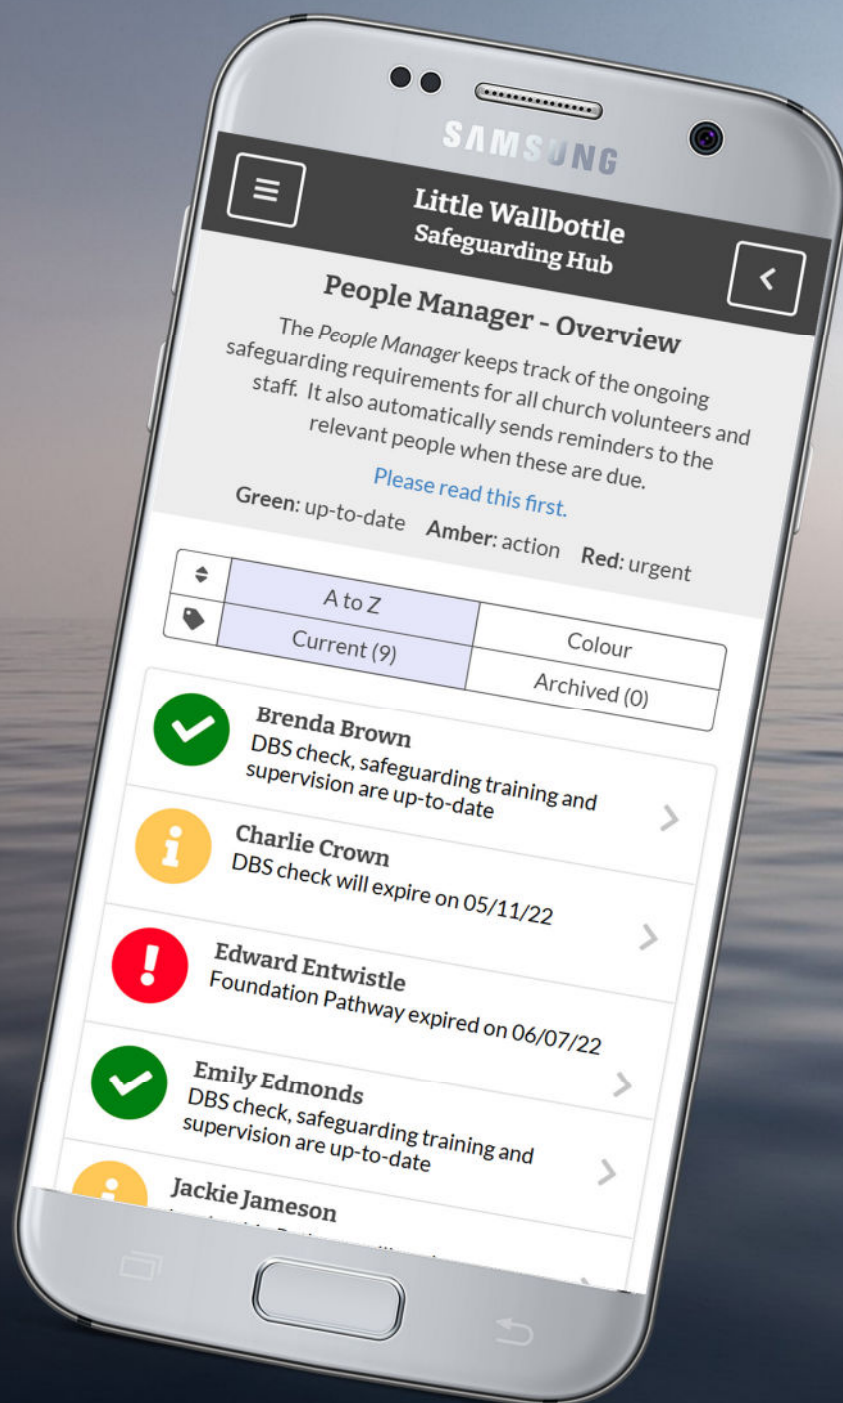 SAMSUNG
Little Wallbottle
Safeguarding Hub
People Manager - Overview
The People Manager keeps track of the ongoing
safeguarding requirements for all church volunteers and
staff. It also automatically sends reminders to the
relevant people when these are due.
Please read this first.
Green: up-to-date Amber: action Red: urgent
A to Z Colour
Current (9) Archived (0)
Brenda Brown
DBS check, safeguarding training and
supervision are up-to-date
Charlie Crown
DBS check will expire on 05/11/22
Edward Entwistle
Foundation Pathway expired on 06/07/22
Emily Edmonds
DBS check, safeguarding training and
supervision are up-to-date
Jackie Jameson